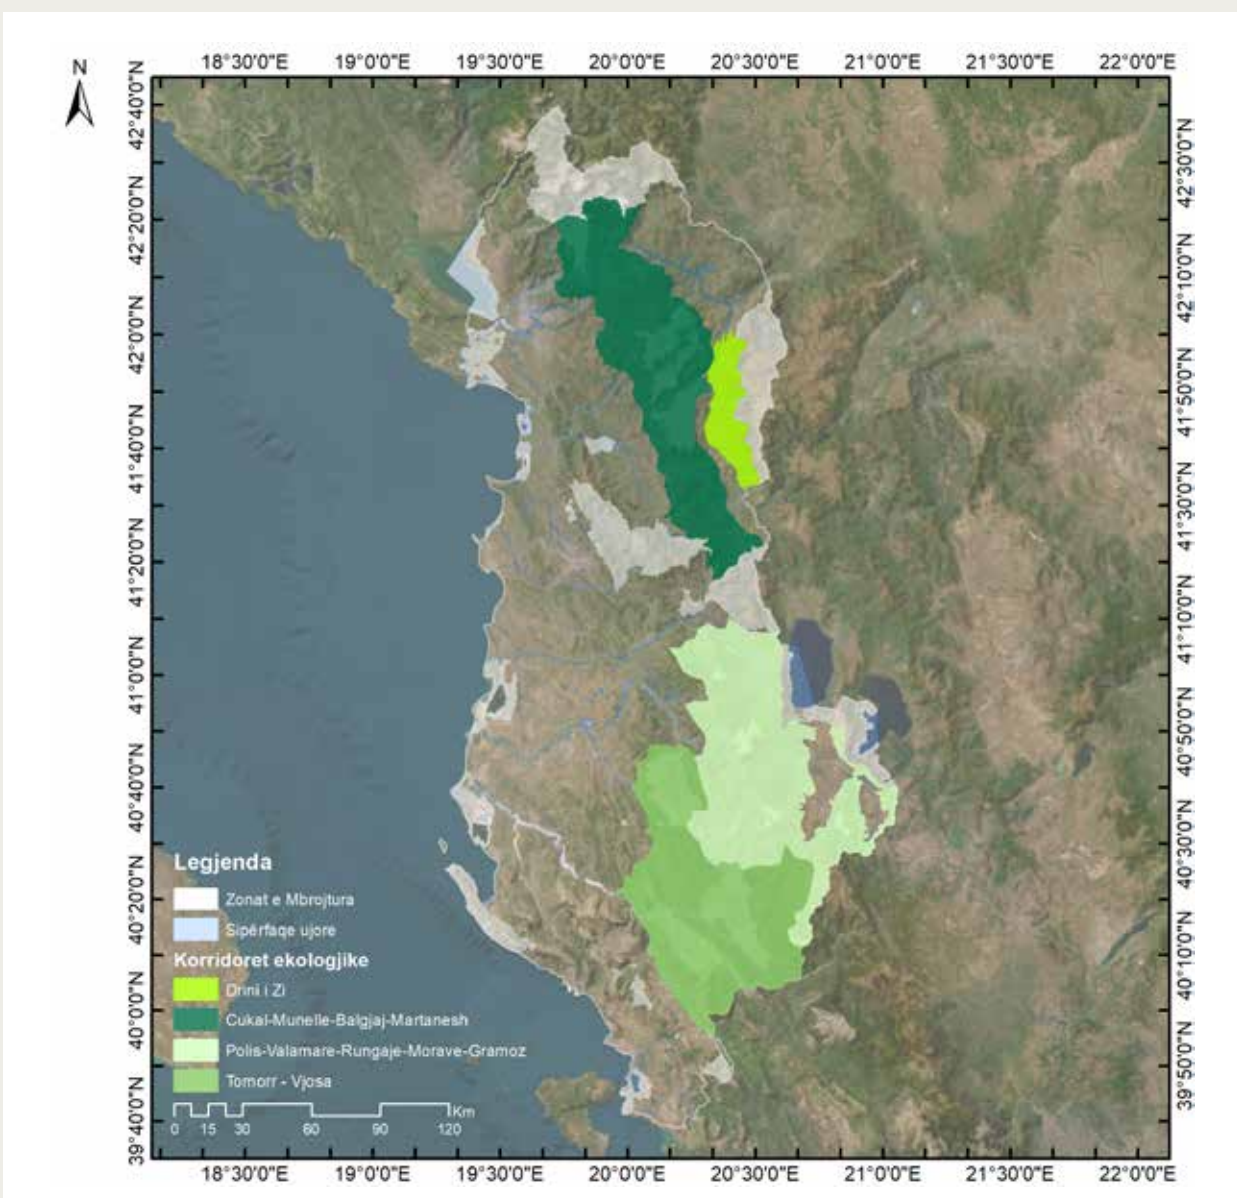 18°30'0"E 19°0'0"E 19°30'0"E 20°0'0"E 20°30'0"E 21°0'0"E 21°30'0"E 22°0'0"E
N
42°40'0"N
42°20'0"N
42°0'0"N
41°40'0"N
41°20'0"N
41°0'0"N
40°40'0"N
40°20'0"N
40°0'0"N
39°40'0"N
42°30'0"N
42°10'0"N
41°50'0"N
41°30'0"N
41°10'0"N
40°50'0"N
40°30'0"N
40°10'0"N
39°50'0"N
Legjenda
Zonat e Mbrojtura
Sipërfaqe ujore
Korridoret ekologjike
Drini i Zi
Cukal-Munelle-Balgjaj-Martanesh
Polis-Valamare-Rungaje-Morave-Gramoz
Tomorr - Vjosa
Km
0 15 30 60 90 120
18°30'0"E 19°0'0"E 19°30'0"E 20°0'0"E 20°30'0"E 21°0'0"E 21°30'0"E 22°0'0"E